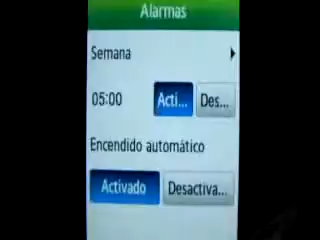 Alarmas
Semana
05:00 Acti... Des...
Encendido automático
Activado Desactiva...